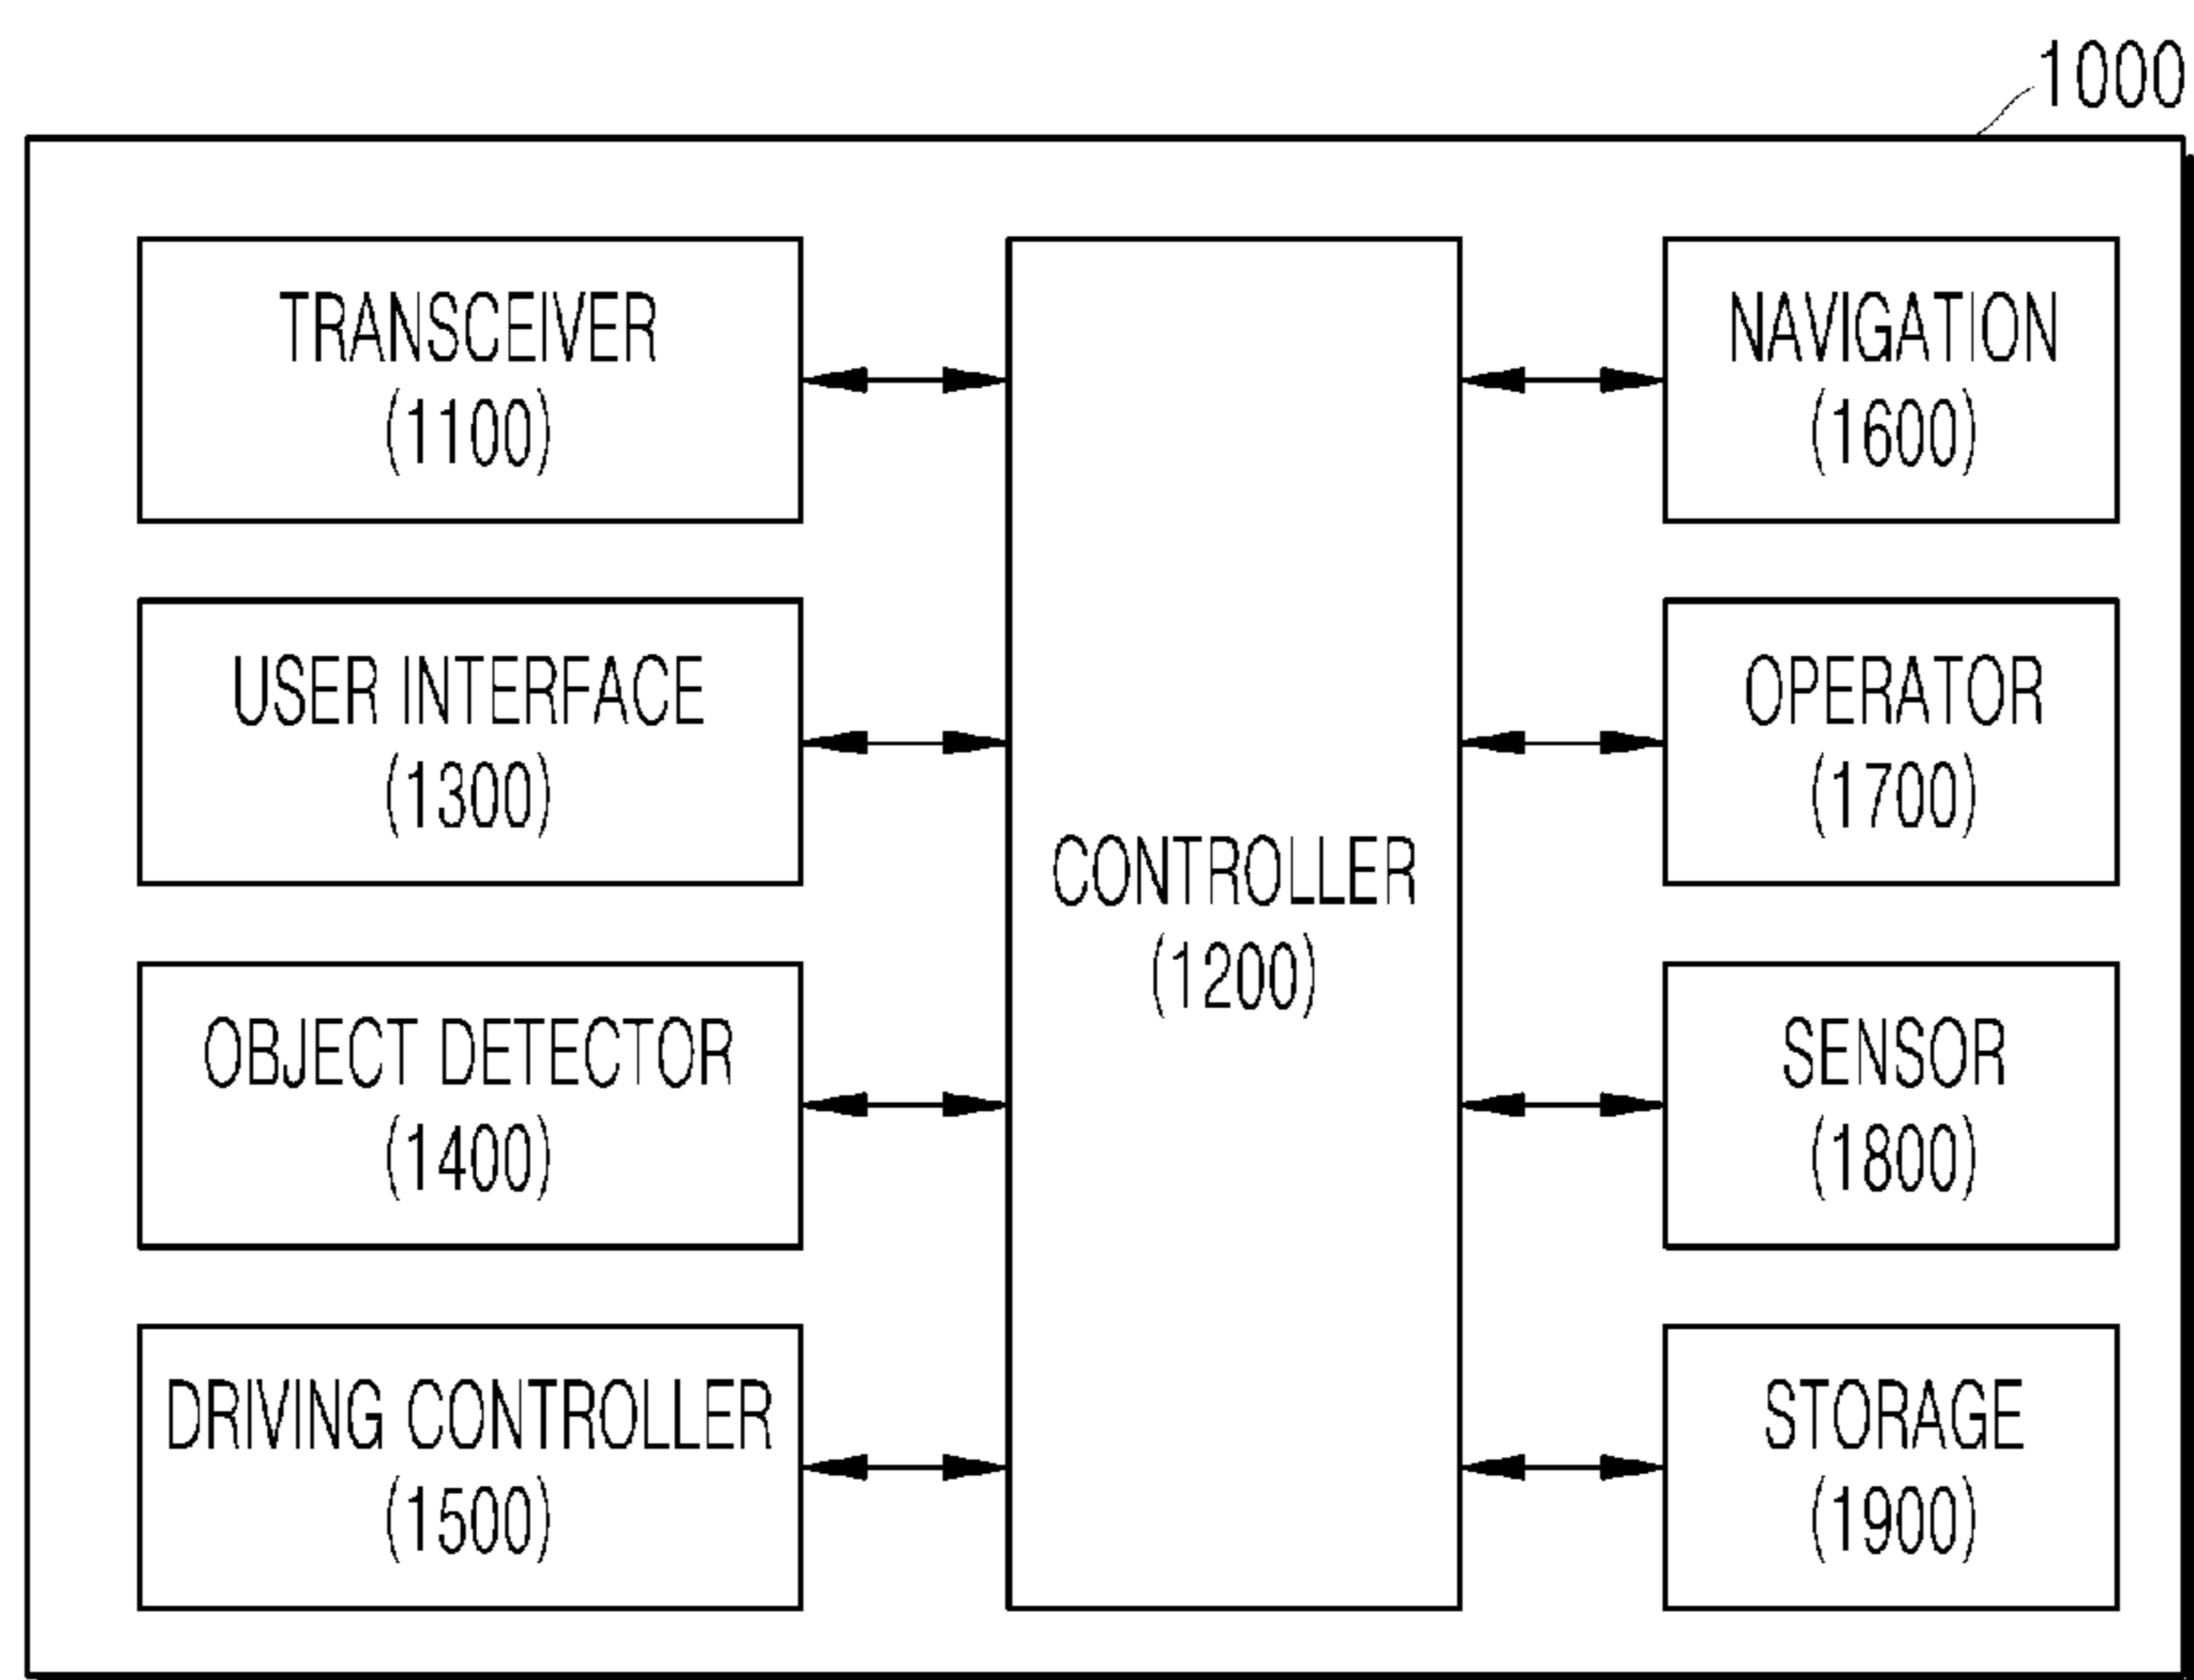 1000
TRANSCEIVER
(1100)
USER INTERFACE
(1300)
OBJECT DETECTOR
(1400)
DRIVING CONTROLLER
(1500)
CONTROLLER
(1200)
NAVIGATION
(1600)
OPERATOR
(1700)
SENSOR
(1800)
STORAGE
(1900)